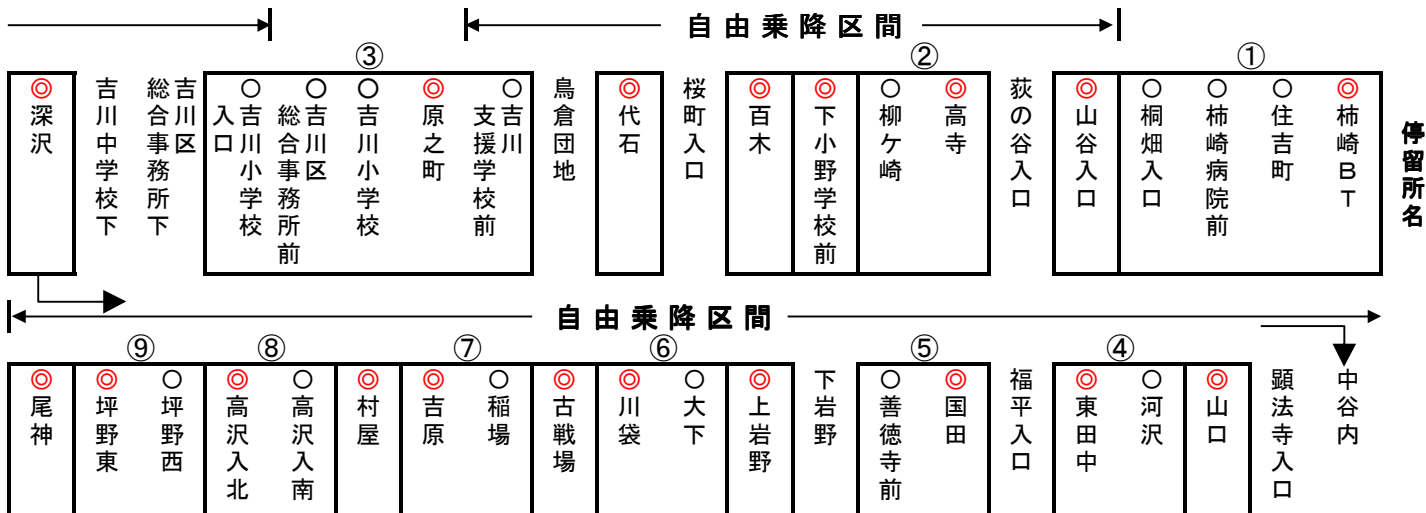 自由乗降区間
停留所名
①
◎柿崎BT
○住吉町
○柿崎病院前
○桐畑入口
◎山谷入口
荻の谷入口
②
◎高寺
○柳ケ崎
◎下小野学校前
◎百木
桜町入口
◎代石
鳥倉団地
③
○吉川
支援学校前
◎原之町
○吉川小学校
○吉川区
総合事務所前
○吉川小学校
入口
吉川区
総合事務所下
吉川中学校下
◎深沢
自由乗降区間
中谷内
顕法寺入口
◎山口
④
○河沢
◎東田中
福平入口
⑤
◎国田
○善徳寺前
下岩野
◎上岩野
⑥
○大下
◎川袋
◎古戦場
⑦
○稲場
◎吉原
◎村屋
⑧
○高沢入南
◎高沢入北
⑨
○坪野西
◎坪野東
◎尾神